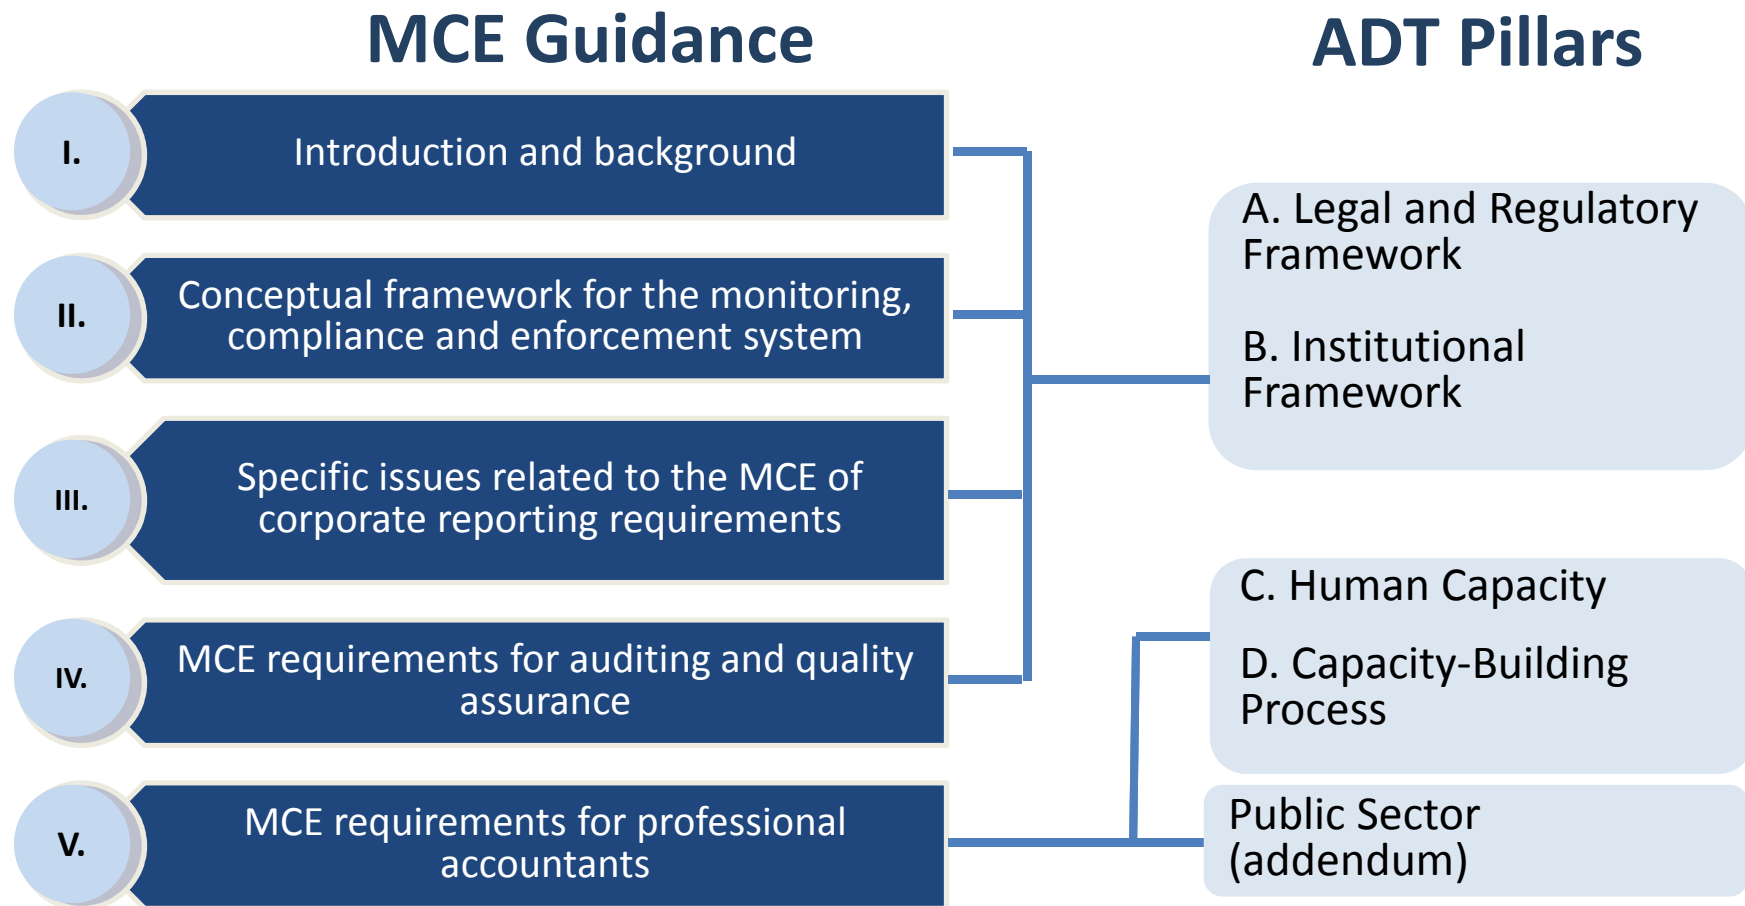 MCE Guidance
ADT Pillars
I.
Introduction and background
II.
Conceptual framework for the monitoring,
compliance and enforcement system
III.
Specific issues related to the MCE of
corporate reporting requirements
IV.
MCE requirements for auditing and quality
assurance
V.
MCE requirements for professional
accountants
A. Legal and Regulatory
Framework
B. Institutional
Framework
C. Human Capacity
D. Capacity-Building
Process
Public Sector
(addendum)